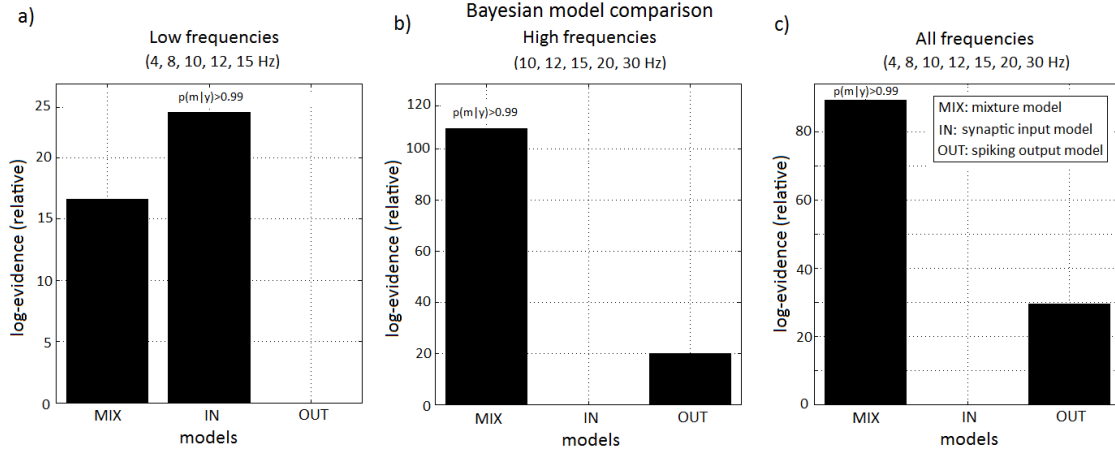 Bayesian model comparison
a)
Low frequencies
(4, 8, 10, 12, 15 Hz)
p(m|y)>0.99
25
20
15
10
5
0
log-evidence (relative)
MIX IN OUT
models
b)
High frequencies
(10, 12, 15, 20, 30 Hz)
p(m|y)>0.99
120
100
80
60
40
20
0
log-evidence (relative)
MIX IN OUT
models
c)
All frequencies
(4, 8, 10, 12, 15, 20, 30 Hz)
p(m|y)>0.99
MIX: mixture model
IN: synaptic input model
OUT: spiking output model
80
60
40
20
0
log-evidence (relative)
MIX IN OUT
models